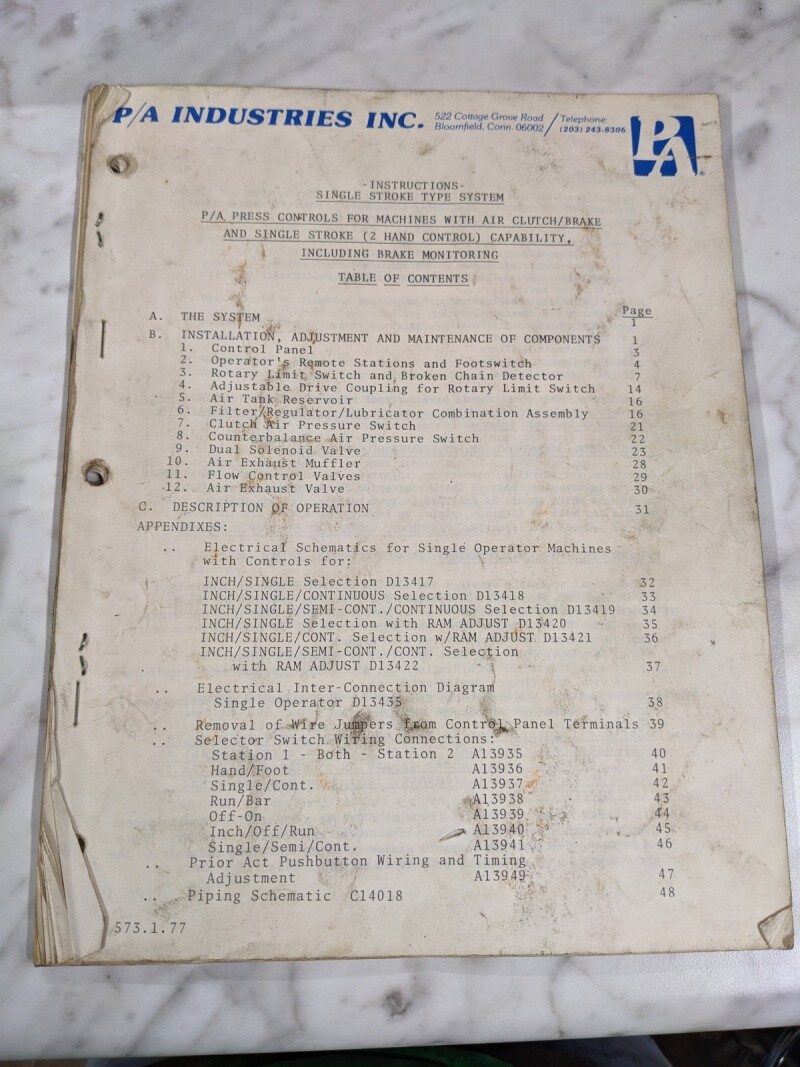 P/A INDUSTRIES INC. 522 Cottage Grove Road / Telephone:
Bloomfield, Conn. 06002 / (203) 243-8306
PA
-INSTRUCTIONS-
SINGLE STROKE TYPE SYSTEM
P/A PRESS CONTROLS FOR MACHINES WITH AIR CLUTCH/BRAKE
AND SINGLE STROKE (2 HAND CONTROL) CAPABILITY,
INCLUDING BRAKE MONITORING
TABLE OF CONTENTS
Page
A. THE SYSTEM 1
B. INSTALLATION, ADJUSTMENT AND MAINTENANCE OF COMPONENTS 1
1. Control Panel 3
2. Operator's Remote Stations and Footswitch 4
3. Rotary Limit Switch and Broken Chain Detector 7
4. Adjustable Drive Coupling for Rotary Limit Switch 14
5. Air Tank Reservoir 16
6. Filter/Regulator/Lubricator Combination Assembly 16
7. Clutch Air Pressure Switch 21
8. Counterbalance Air Pressure Switch 22
9. Dual Solenoid Valve 23
10. Air Exhaust Muffler 28
11. Flow Control Valves 29
12. Air Exhaust Valve 30
C. DESCRIPTION OF OPERATION 31
APPENDIXES:
.. Electrical Schematics for Single Operator Machines
with Controls for:
INCH/SINGLE Selection D13417 32
INCH/SINGLE/CONTINUOUS Selection D13418 33
INCH/SINGLE/SEMI-CONT./CONTINUOUS Selection D13419 34
INCH/SINGLE Selection with RAM ADJUST D13420 35
INCH/SINGLE/CONT. Selection w/RAM ADJUST D13421 36
INCH/SINGLE/SEMI-CONT./CONT. Selection
with RAM ADJUST D13422 37
.. Electrical Inter-Connection Diagram
Single Operator D13435 38
.. Removal of Wire Jumpers from Control Panel Terminals 39
.. Selector Switch Wiring Connections:
Station 1 - Both - Station 2 A13935 40
Hand/Foot A13936 41
Single/Cont. A13937 42
Run/Bar A13938 43
Off-On A13939 44
Inch/Off/Run A13940 45
Single/Semi/Cont. A13941 46
.. Prior Act Pushbutton Wiring and Timing
Adjustment A13949 47
.. Piping Schematic C14018 48
573.1.77